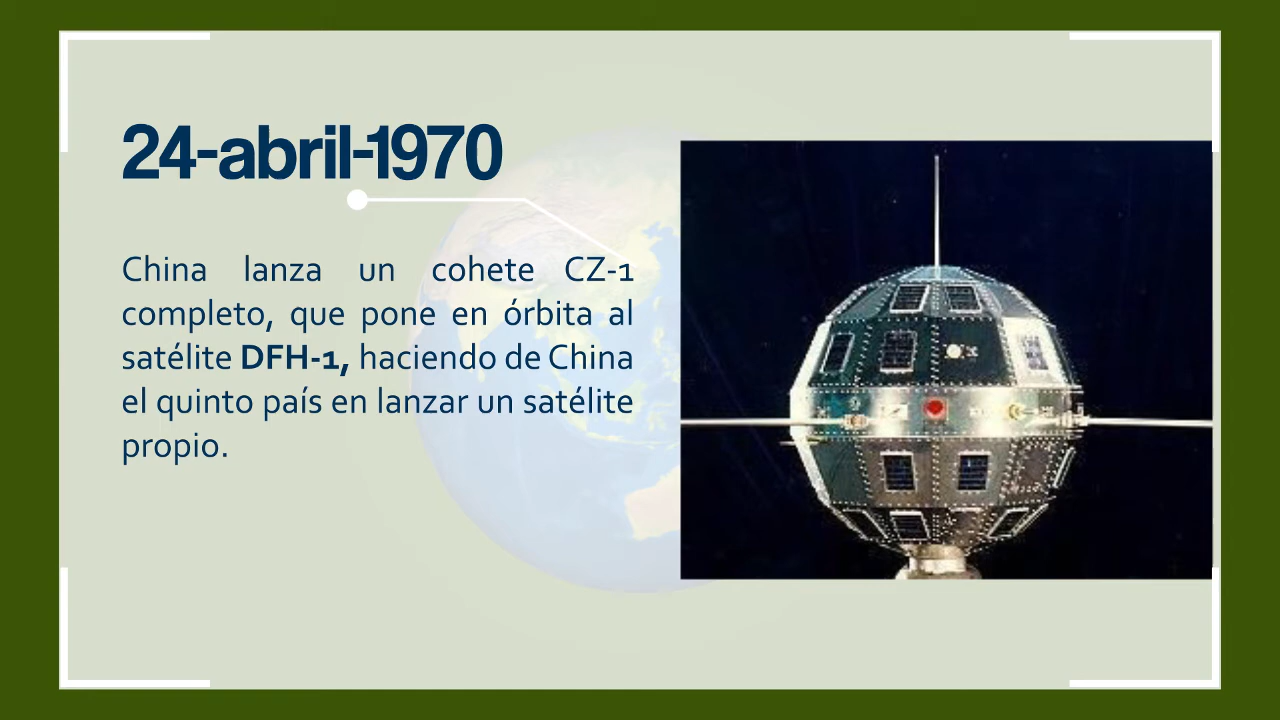 24-abril-1970
China lanza un cohete CZ-1
completo, que pone en órbita al
satélite DFH-1, haciendo de China
el quinto país en lanzar un satélite
propio.